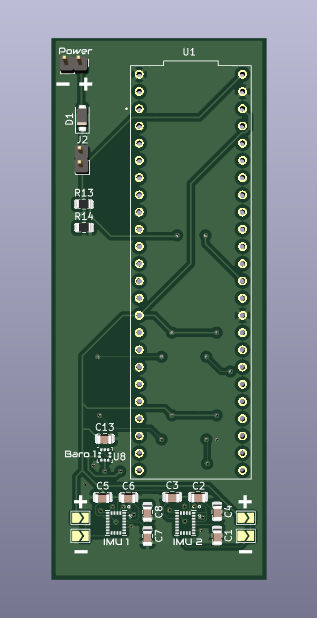 Power
U1
- +
D1
J2
R13
R14
C13
Baro 1
U8
C5 C6 C3 C2
+ +
C8 C4
C7 C1
IMU 1 IMU 2
- -